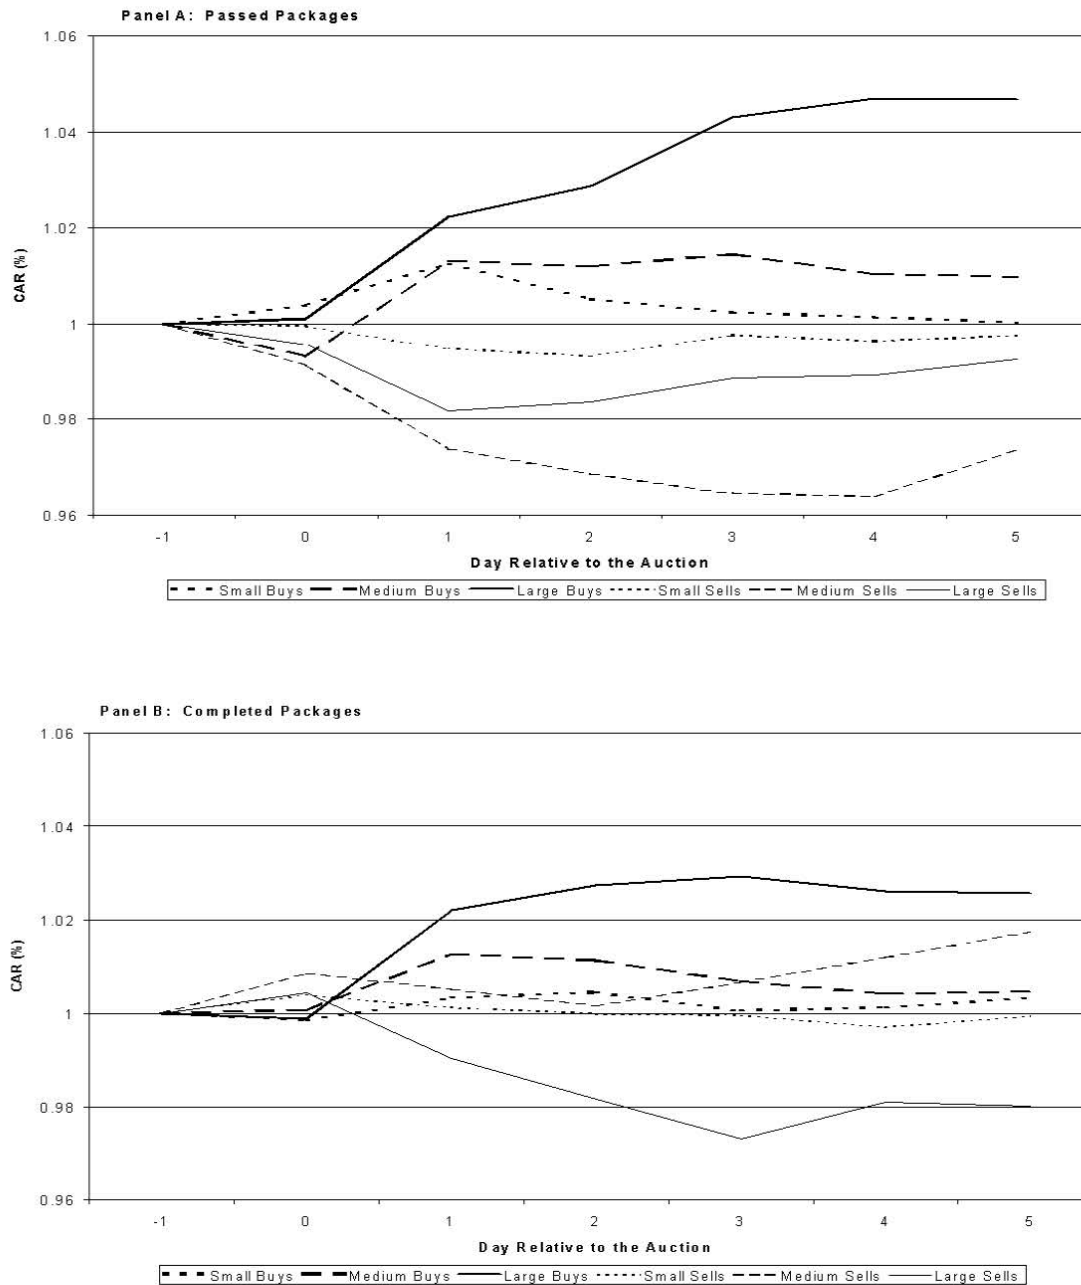 Panel A: Passed Packages
1.06
1.04
1.02
1
0.98
0.96
CAR (%)
-1 0 1 2 3 4 5
Day Relative to the Auction
Small Buys Medium Buys Large Buys Small Sells Medium Sells Large Sells
Panel B: Completed Packages
1.06
1.04
1.02
1
0.98
0.96
CAR (%)
-1 0 1 2 3 4 5
Day Relative to the Auction
Small Buys Medium Buys Large Buys Small Sells Medium Sells Large Sells